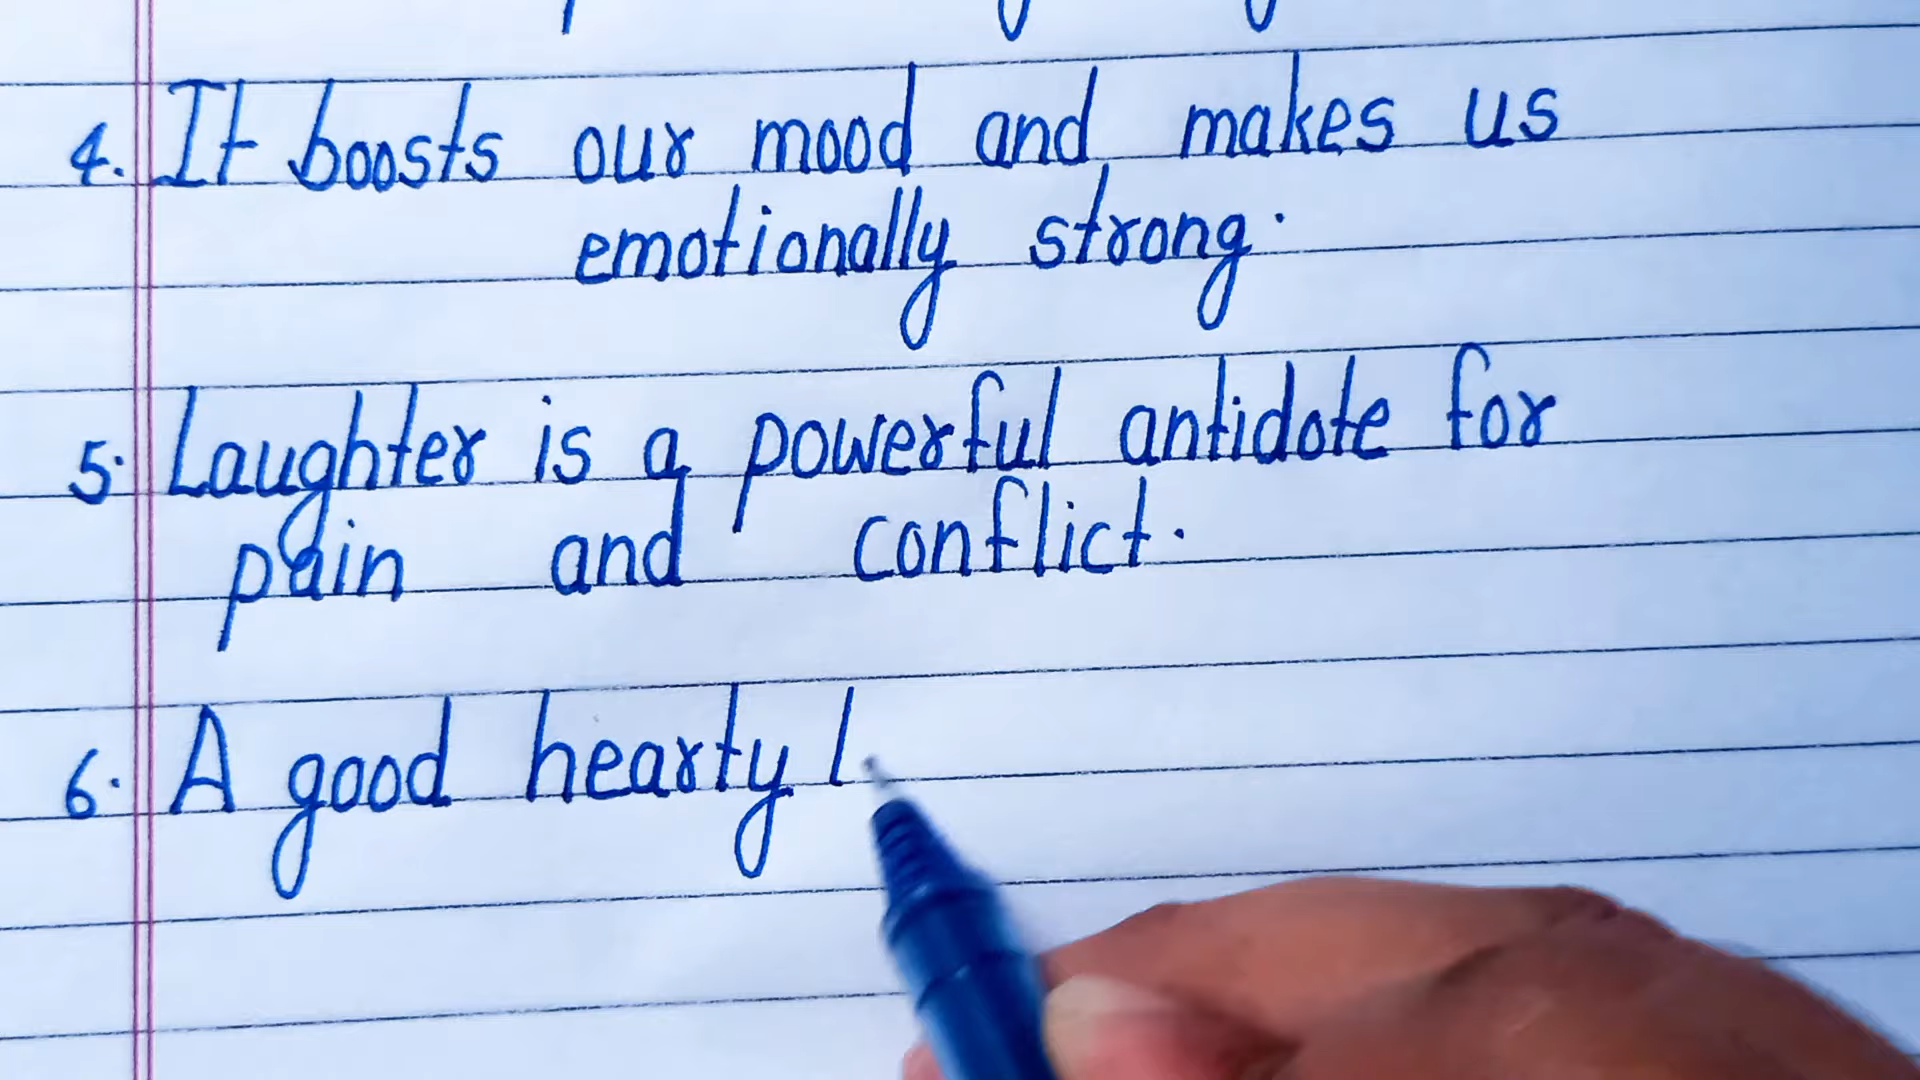 4. It boosts our mood and makes us
emotionally strong.
5. Laughter is a powerful antidote for
pain and conflict.
6. A good hearty l